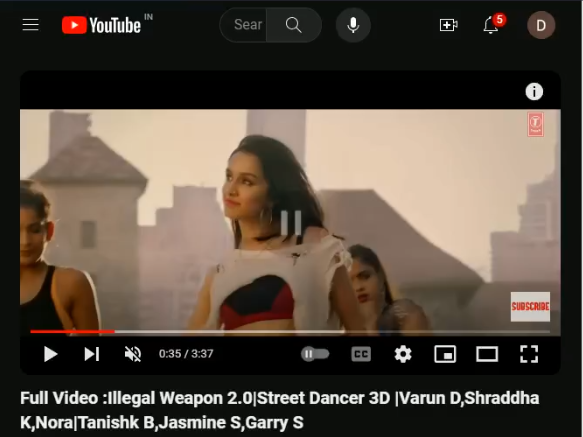 YouTube IN
Sear
5
D
i
T
SUBSCRIBE
0:35 / 3:37
CC
Full Video :Illegal Weapon 2.0|Street Dancer 3D |Varun D,Shraddha
K,Nora|Tanishk B,Jasmine S,Garry S